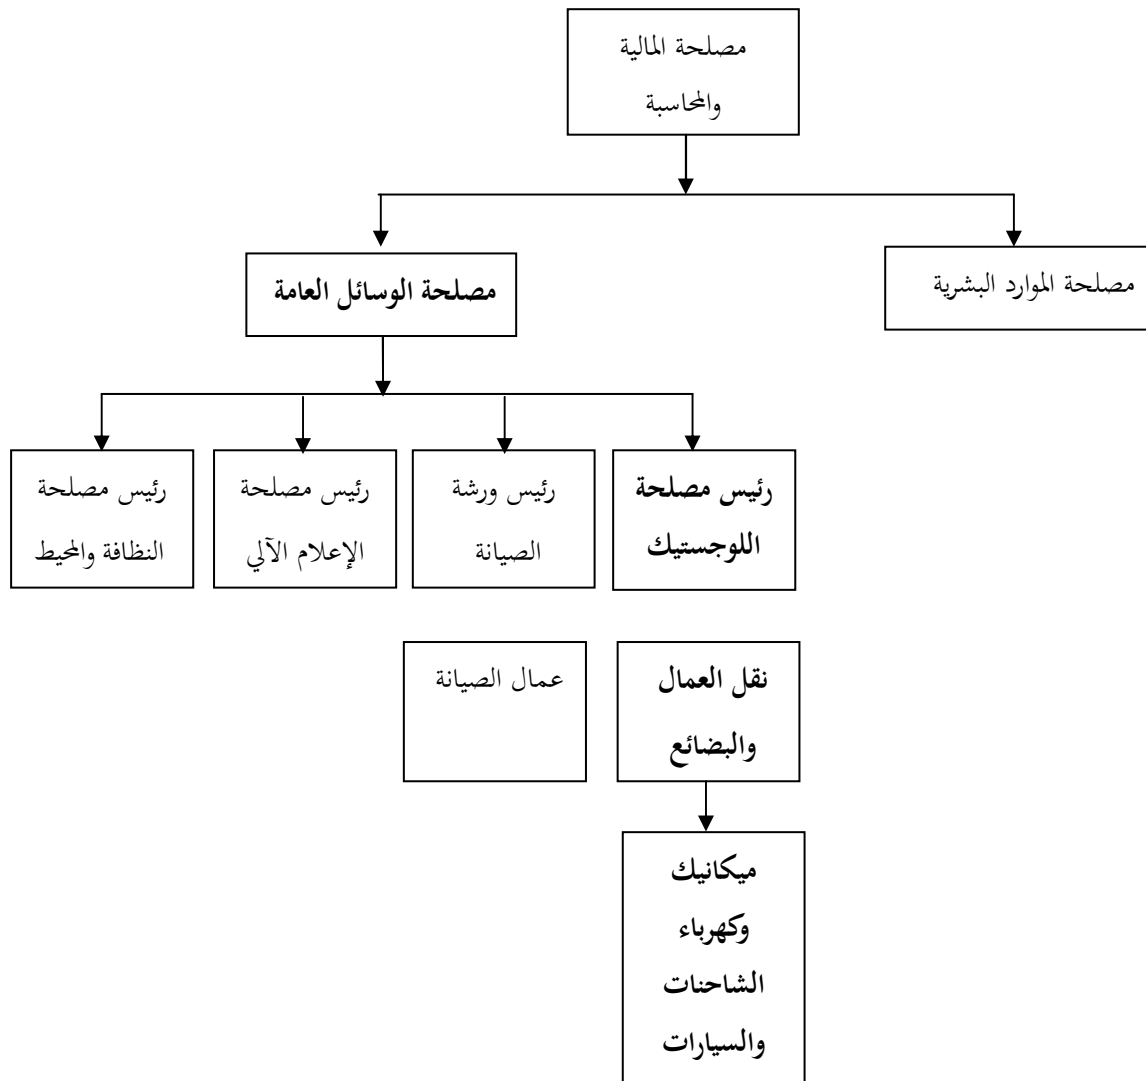 مصلحة المالية
والمحاسبة
مصلحة الموارد البشرية
مصلحة الوسائل العامة
رئيس مصلحة
اللوجستيك
رئيس ورشة
الصيانة
رئيس مصلحة
الإعلام الآلي
رئيس مصلحة
النظافة والمحيط
نقل العمال
والبضائع
عمال الصيانة
ميكانيك
وكهرباء
الشاحنات
والسيارات